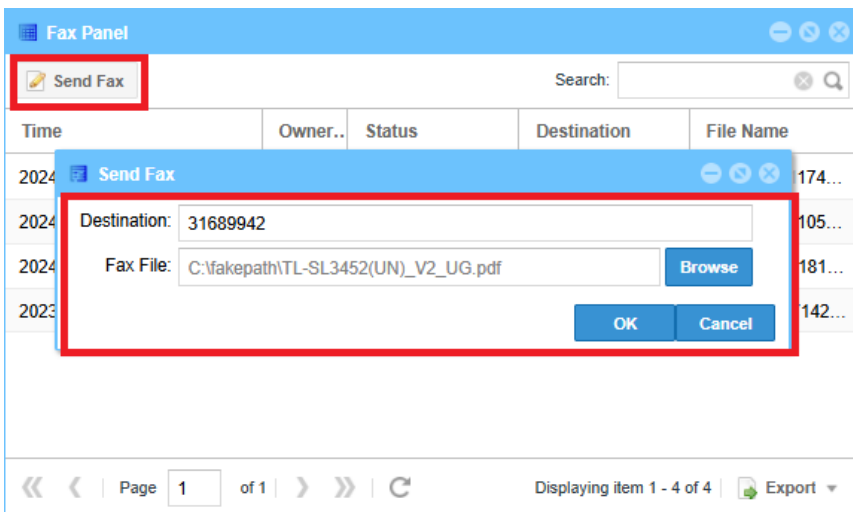 Fax Panel
Send Fax
Search:
Time Owner.. Status Destination File Name
2024 Send Fax 174...
2024 Destination: 31689942 105...
2024 Fax File: C:\fakepath\TL-SL3452(UN)_V2_UG.pdf Browse 181...
2023 OK Cancel 142...
Page 1 of 1 Displaying item 1 - 4 of 4 Export